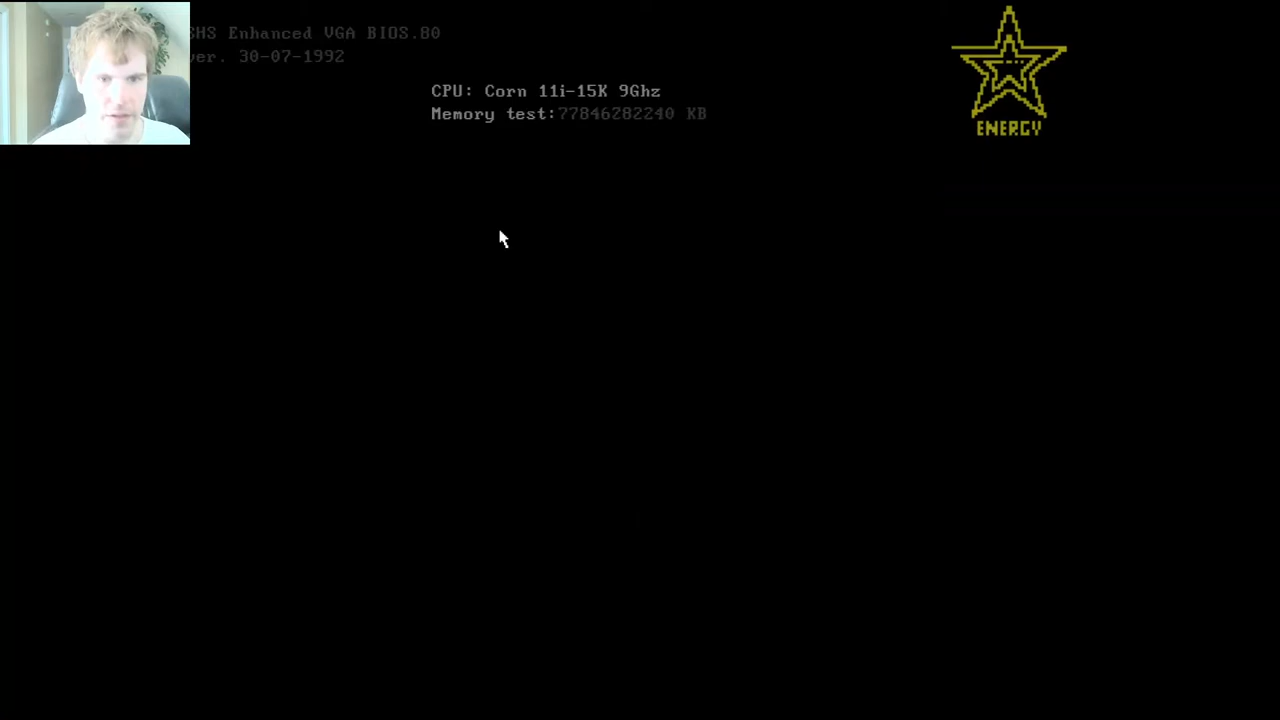 SHS Enhanced VGA BIOS.80
ver. 30-07-1992
CPU: Corn 11i-15K 9Ghz
Memory test:77846282240 KB
ENERGY